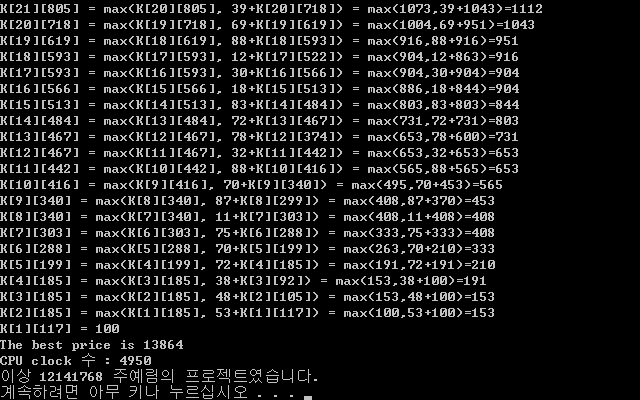 K[21][805] = max(K[20][805], 39+K[20][718]) = max(1073,39+1043)=1112
K[20][718] = max(K[19][718], 69+K[19][619]) = max(1004,69+951)=1043
K[19][619] = max(K[18][619], 88+K[18][593]) = max(916,88+916)=951
K[18][593] = max(K[17][593], 12+K[17][522]) = max(904,12+863)=916
K[17][593] = max(K[16][593], 30+K[16][566]) = max(904,30+904)=904
K[16][566] = max(K[15][566], 18+K[15][513]) = max(886,18+844)=904
K[15][513] = max(K[14][513], 83+K[14][484]) = max(803,83+803)=844
K[14][484] = max(K[13][484], 72+K[13][467]) = max(731,72+731)=803
K[13][467] = max(K[12][467], 78+K[12][374]) = max(653,78+600)=731
K[12][467] = max(K[11][467], 32+K[11][442]) = max(653,32+653)=653
K[11][442] = max(K[10][442], 88+K[10][416]) = max(565,88+565)=653
K[10][416] = max(K[9][416], 70+K[9][340]) = max(495,70+453)=565
K[9][340] = max(K[8][340], 87+K[8][299]) = max(408,87+370)=453
K[8][340] = max(K[7][340], 11+K[7][303]) = max(408,11+408)=408
K[7][303] = max(K[6][303], 75+K[6][288]) = max(333,75+333)=408
K[6][288] = max(K[5][288], 70+K[5][199]) = max(263,70+210)=333
K[5][199] = max(K[4][199], 72+K[4][185]) = max(191,72+191)=210
K[4][185] = max(K[3][185], 38+K[3][92]) = max(153,38+100)=191
K[3][185] = max(K[2][185], 48+K[2][105]) = max(153,48+100)=153
K[2][185] = max(K[1][185], 53+K[1][117]) = max(100,53+100)=153
K[1][117] = 100
The best price is 13864
CPU clock 수 : 4950
이상 12141768 주예림의 프로젝트였습니다.
계속하려면 아무 키나 누르십시오 . . .